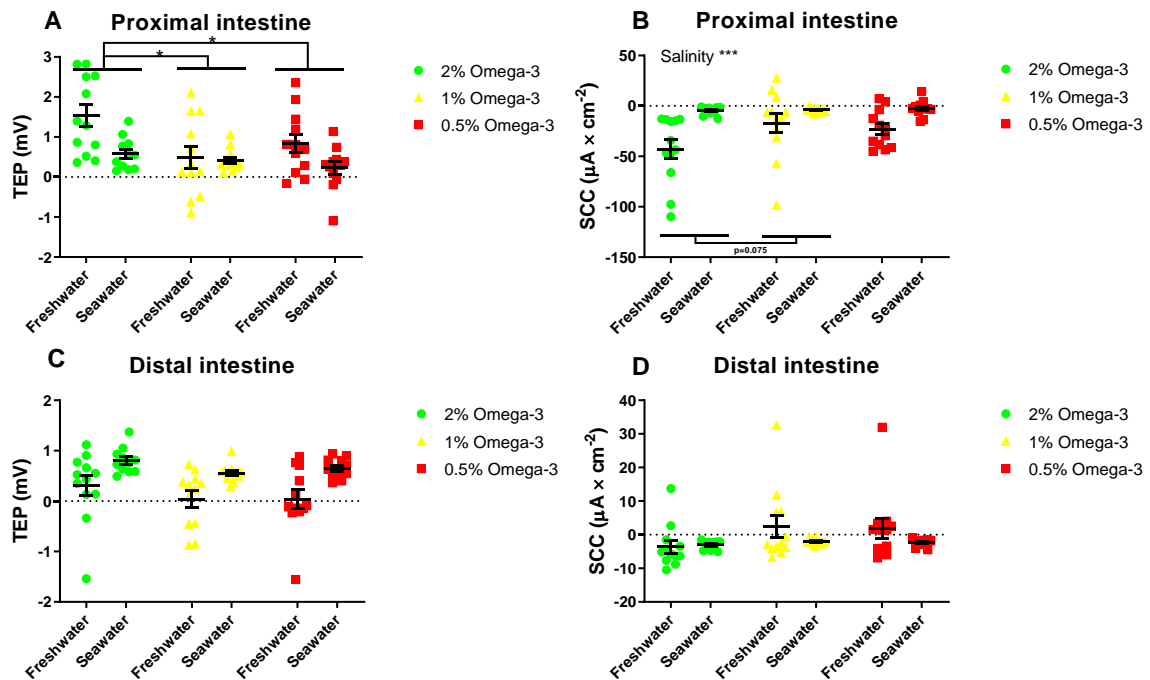 A
Proximal intestine
*
*
TEP (mV)
3
2
1
0
-1
-2
Freshwater
Seawater
Freshwater
Seawater
Freshwater
Seawater
2% Omega-3
1% Omega-3
0.5% Omega-3
B
Proximal intestine
Salinity ***
SCC (μA × cm-2)
50
0
-50
-100
-150
p=0.075
Freshwater
Seawater
Freshwater
Seawater
Freshwater
Seawater
2% Omega-3
1% Omega-3
0.5% Omega-3
C
Distal intestine
TEP (mV)
2
1
0
-1
-2
Freshwater
Seawater
Freshwater
Seawater
Freshwater
Seawater
2% Omega-3
1% Omega-3
0.5% Omega-3
D
Distal intestine
SCC (μA × cm-2)
40
30
20
10
0
-10
-20
Freshwater
Seawater
Freshwater
Seawater
Freshwater
Seawater
2% Omega-3
1% Omega-3
0.5% Omega-3